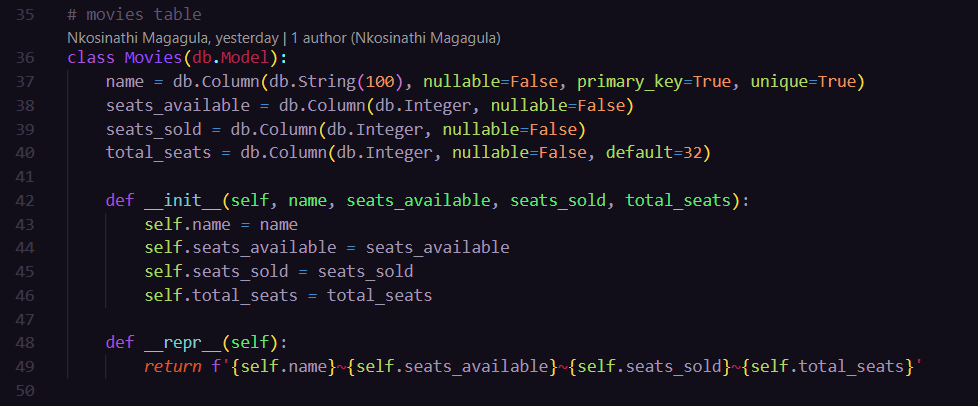 35 # movies table
Nkosinathi Magagula, yesterday | 1 author (Nkosinathi Magagula)
36 class Movies(db.Model):
37     name = db.Column(db.String(100), nullable=False, primary_key=True, unique=True)
38     seats_available = db.Column(db.Integer, nullable=False)
39     seats_sold = db.Column(db.Integer, nullable=False)
40     total_seats = db.Column(db.Integer, nullable=False, default=32)
41
42     def __init__(self, name, seats_available, seats_sold, total_seats):
43         self.name = name
44         self.seats_available = seats_available
45         self.seats_sold = seats_sold
46         self.total_seats = total_seats
47
48     def __repr__(self):
49         return f'{self.name}~{self.seats_available}~{self.seats_sold}~{self.total_seats}'
50